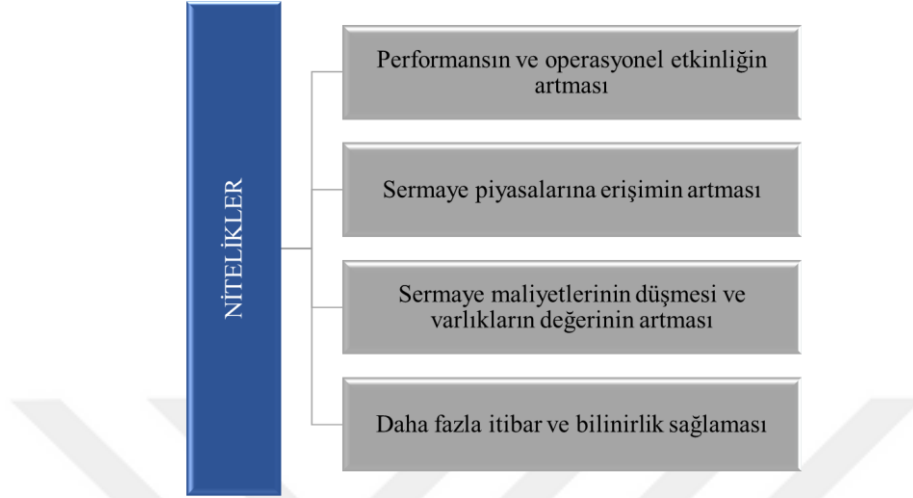 NİTELİKLER
Performansın ve operasyonel etkinliğin
artması
Sermaye piyasalarına erişimin artması
Sermaye maliyetlerinin düşmesi ve
varlıkların değerinin artması
Daha fazla itibar ve bilinirlik sağlaması